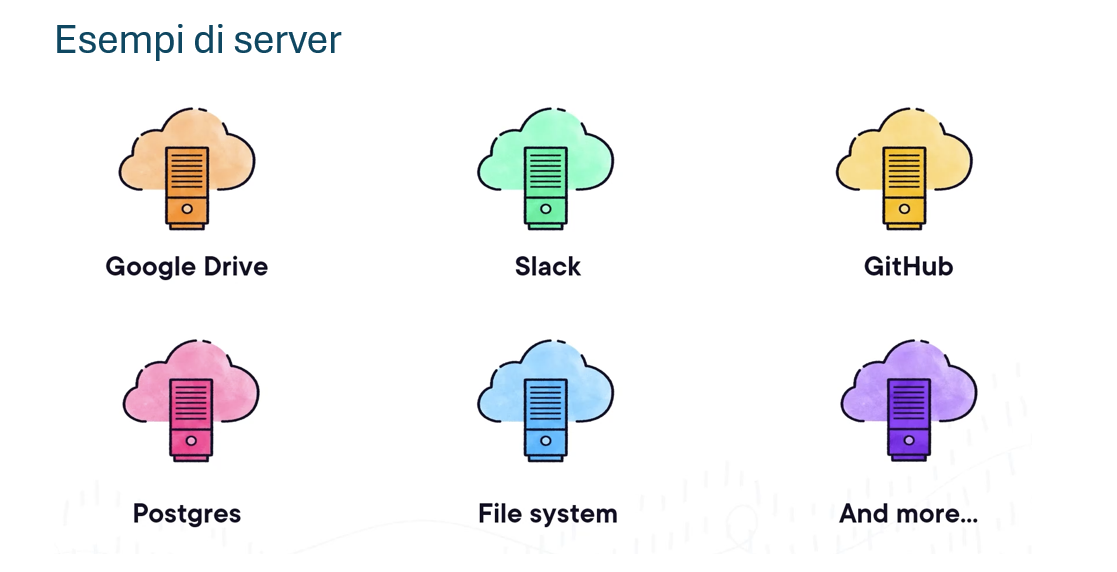 Esempi di server
Google Drive
Slack
GitHub
Postgres
File system
And more...